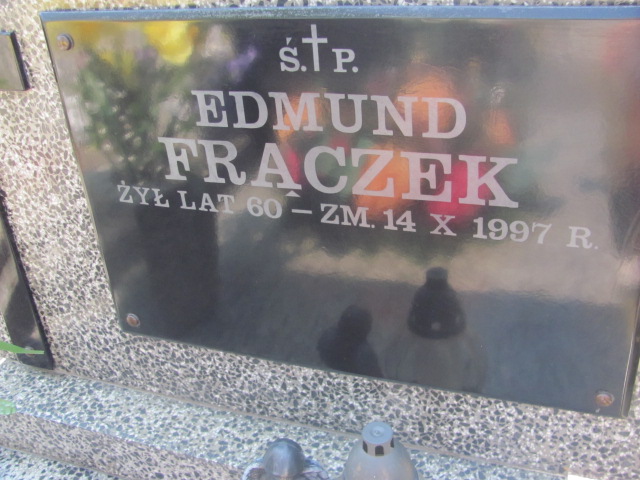 Ś.†P.
EDMUND
FRĄCZEK
ŻYŁ LAT 60 – ZM. 14 X 1997 R.